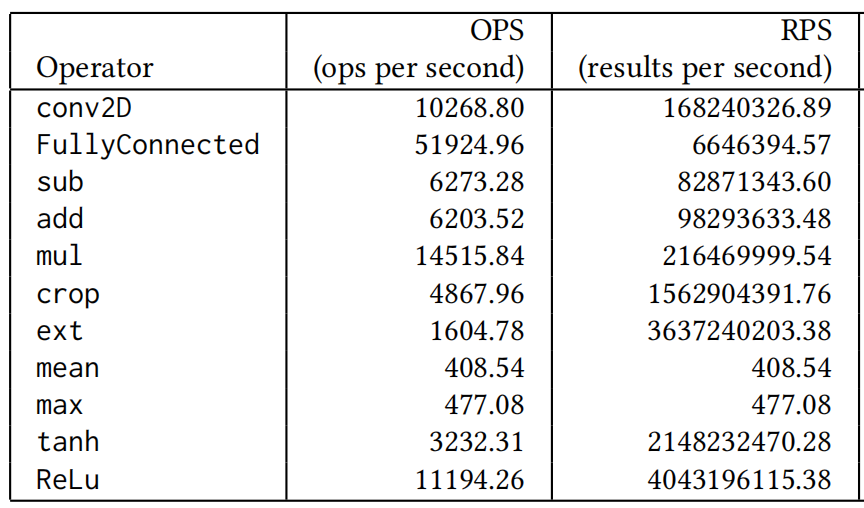 OPS RPS
Operator (ops per second) (results per second)
conv2D 10268.80 168240326.89
FullyConnected 51924.96 6646394.57
sub 6273.28 82871343.60
add 6203.52 98293633.48
mul 14515.84 216469999.54
crop 4867.96 1562904391.76
ext 1604.78 3637240203.38
mean 408.54 408.54
max 477.08 477.08
tanh 3232.31 2148232470.28
ReLu 11194.26 4043196115.38